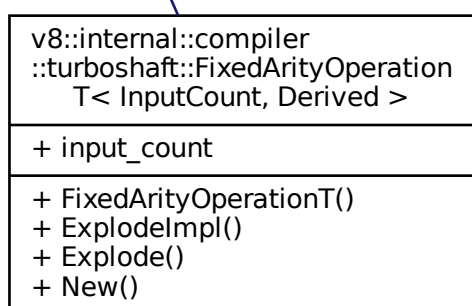 v8::internal::compiler
::turboshaft::FixedArityOperation
T< InputCount, Derived >
+ input_count
+ FixedArityOperationT()
+ ExplodeImpl()
+ Explode()
+ New()